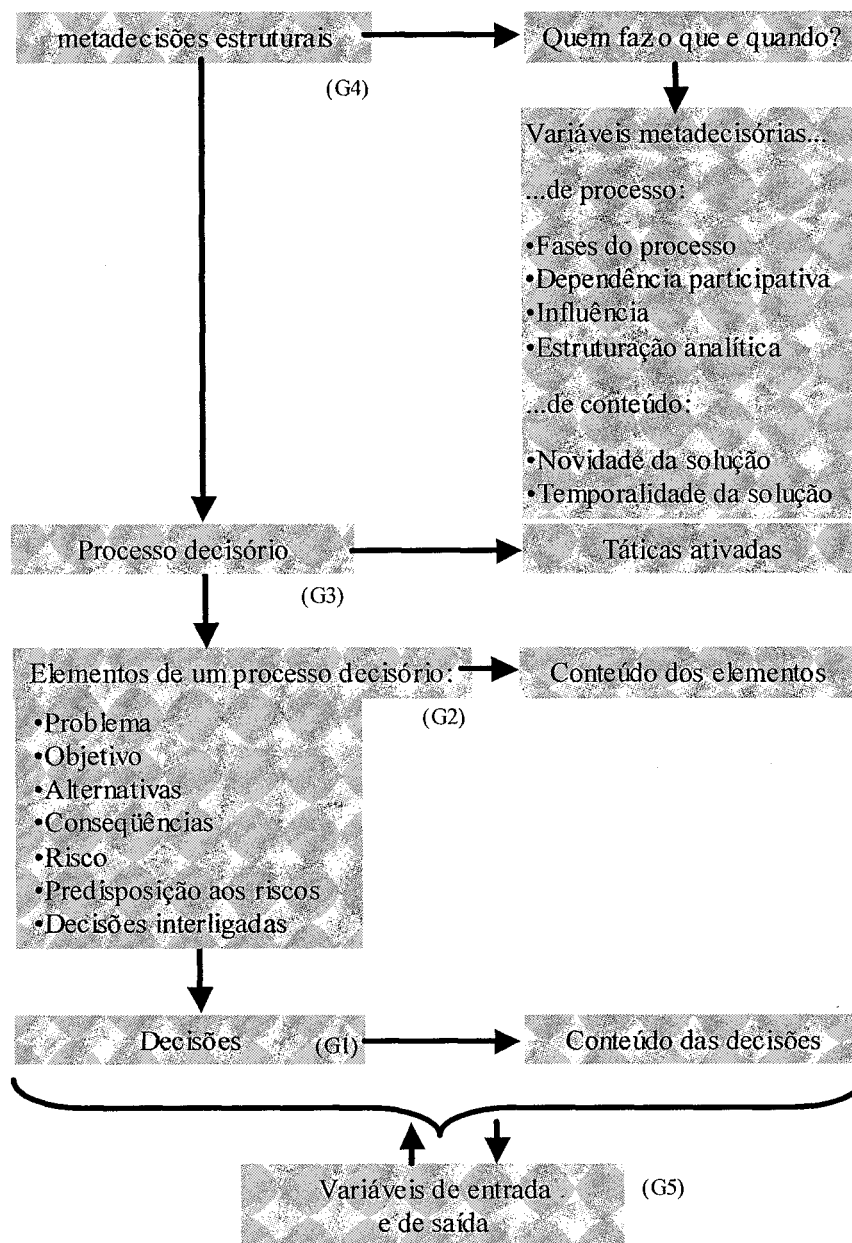 metadecisões estruturais
Quem faz o que e quando?
(G4)
Variáveis metadecisórias...
...de processo:
•Fases do processo
•Dependência participativa
•Influência
•Estruturação analítica
...de conteúdo:
•Novidade da solução
•Temporalidade da solução
Processo decisório
Táticas ativadas
(G3)
Elementos de um processo decisório:
Conteúdo dos elementos
(G2)
•Problema
•Objetivo
•Alternativas
•Conseqüências
•Risco
•Predisposição aos riscos
•Decisões interligadas
Decisões
(G1)
Conteúdo das decisões
Variáveis de entrada
e de saída
(G5)